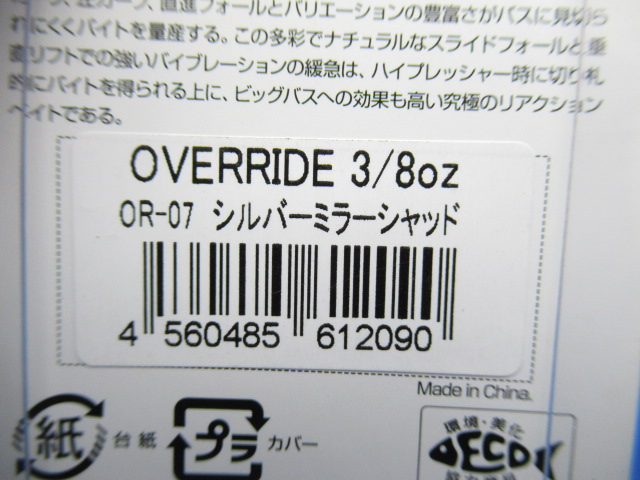 直進フォールとバリエーションの豊富さがバスに見切ら
れにくくバイトを量産する。この多彩でナチュラルなスライドフォールと垂
直リフトでの強いバイブレーションの緩急は、ハイプレッシャー時に切り札
的にバイトを得られる上に、ビッグバスへの効果も高い究極のリアクション
ベイトである。
OVERRIDE 3/8oz
OR-07 シルバーミラーシャッド
4 560485 612090
Made in China.
紙 台紙 プラ カバー
環境・美化
DECO